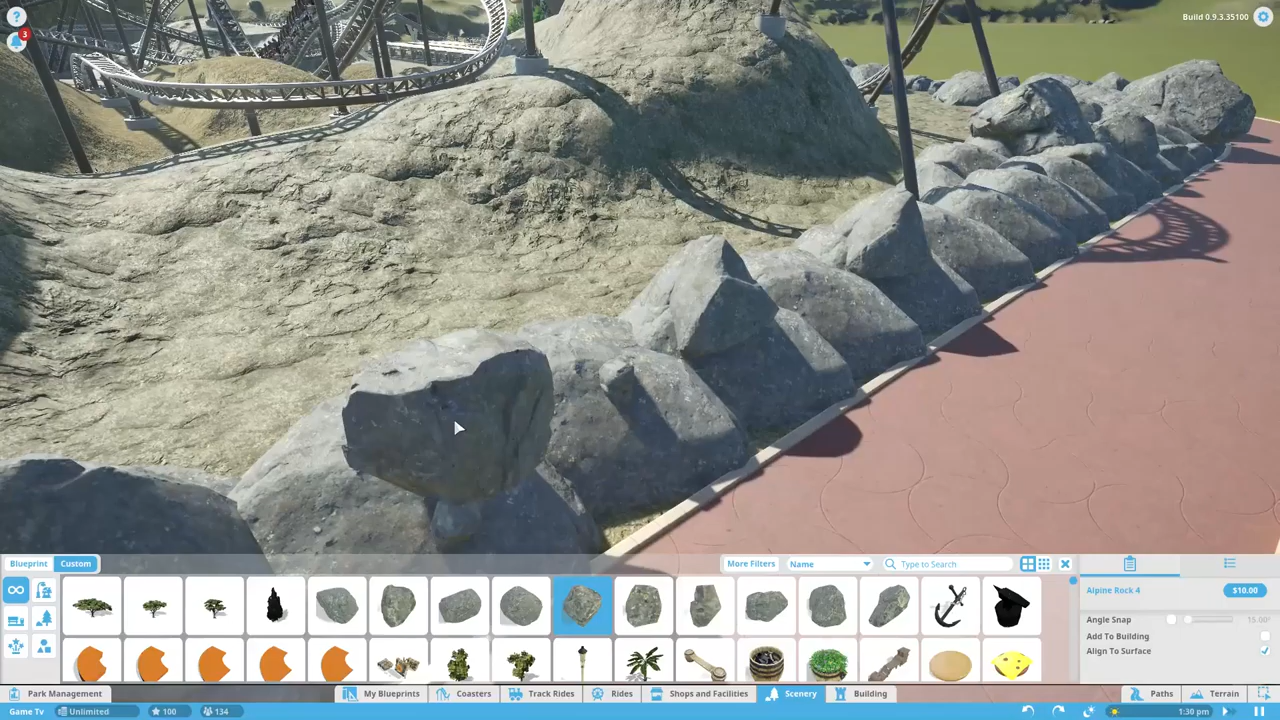 ?
Build 0.9.3.35100
3
Blueprint Custom More Filters Name Type to Search
Alpine Rock 4 $10.00
Angle Snap 15.00°
Add To Building
Align To Surface
Park Management My Blueprints Coasters Track Rides Rides Shops and Facilities Scenery Building Paths Terrain
Game Tv Unlimited 100 134 1:30 pm